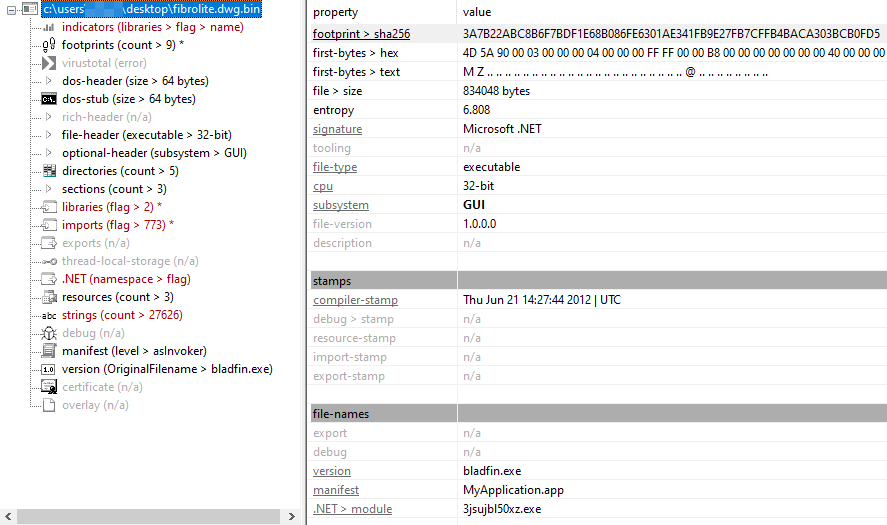 c:\users \desktop\fibrolite.dwg.bin
indicators (libraries > flag > name)
footprints (count > 9) *
virustotal (error)
dos-header (size > 64 bytes)
dos-stub (size > 64 bytes)
rich-header (n/a)
file-header (executable > 32-bit)
optional-header (subsystem > GUI)
directories (count > 5)
sections (count > 3)
libraries (flag > 2) *
imports (flag > 773) *
exports (n/a)
thread-local-storage (n/a)
.NET (namespace > flag)
resources (count > 3)
abc strings (count > 27626)
debug (n/a)
manifest (level > asInvoker)
1.0 version (OriginalFilename > bladfin.exe)
certificate (n/a)
overlay (n/a)
property value
footprint > sha256 3A7B22ABC8B6F7BDF1E68B086FE6301AE341FB9E27FB7CFFB4BACA303BCB0FD5
first-bytes > hex 4D 5A 90 00 03 00 00 00 04 00 00 00 FF FF 00 00 B8 00 00 00 00 00 00 00 40 00 00 00
first-bytes > text M Z .. .. .. .. .. .. .. .. .. .. .. .. .. .. .. .. .. .. .. .. .. .. @ .. .. .. .. .. .. ..
file > size 834048 bytes
entropy 6.808
signature Microsoft .NET
tooling n/a
file-type executable
cpu 32-bit
subsystem GUI
file-version 1.0.0.0
description n/a
stamps
compiler-stamp Thu Jun 21 14:27:44 2012 | UTC
debug > stamp n/a
resource-stamp n/a
import-stamp n/a
export-stamp n/a
file-names
export n/a
debug n/a
version bladfin.exe
manifest MyApplication.app
.NET > module 3jsujbl50xz.exe